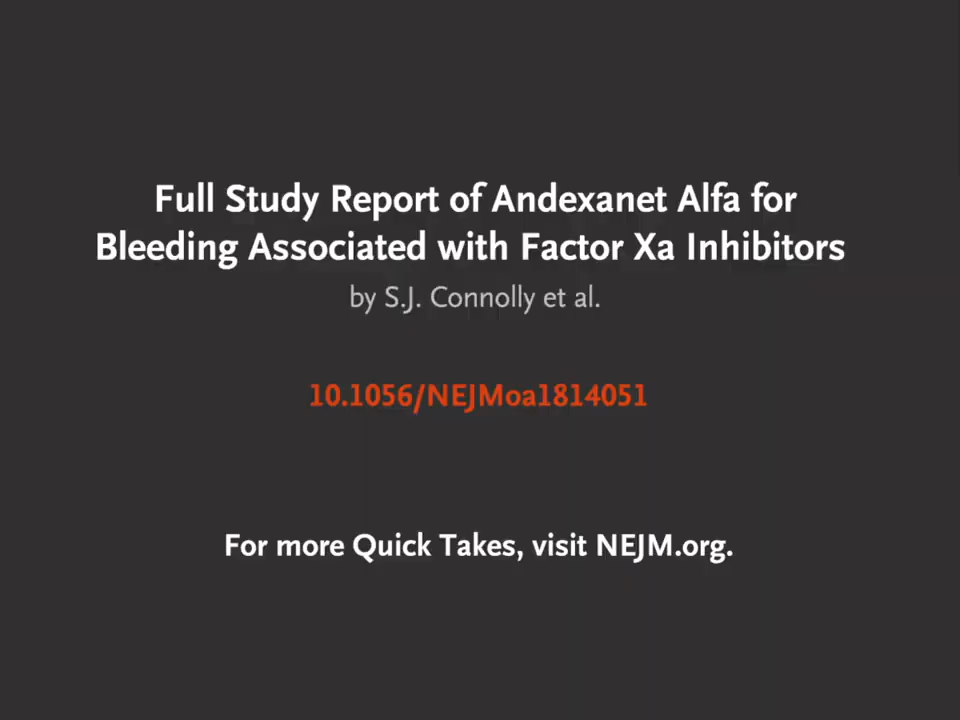 Full Study Report of Andexanet Alfa for
Bleeding Associated with Factor Xa Inhibitors
by S.J. Connolly et al.
10.1056/NEJMoa1814051
For more Quick Takes, visit NEJM.org.